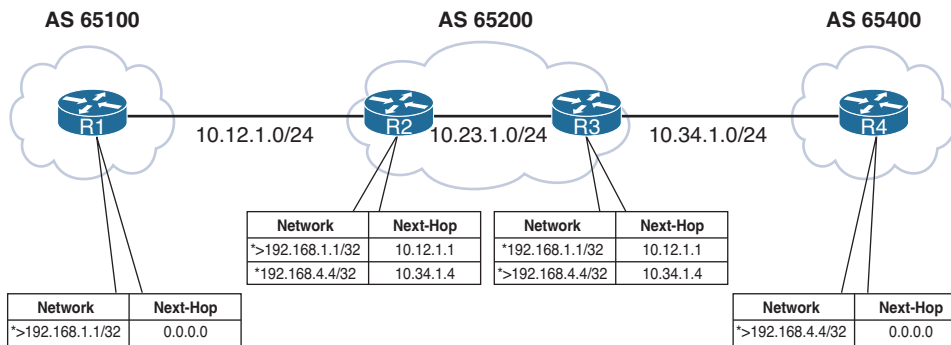 AS 65100 AS 65200 AS 65400
R1 R2 R3 R4
10.12.1.0/24 10.23.1.0/24 10.34.1.0/24
Network Next-Hop Network Next-Hop
*>192.168.1.1/32 10.12.1.1 *192.168.1.1/32 10.12.1.1
*192.168.4.4/32 10.34.1.4 *>192.168.4.4/32 10.34.1.4
Network Next-Hop Network Next-Hop
*>192.168.1.1/32 0.0.0.0 *>192.168.4.4/32 0.0.0.0